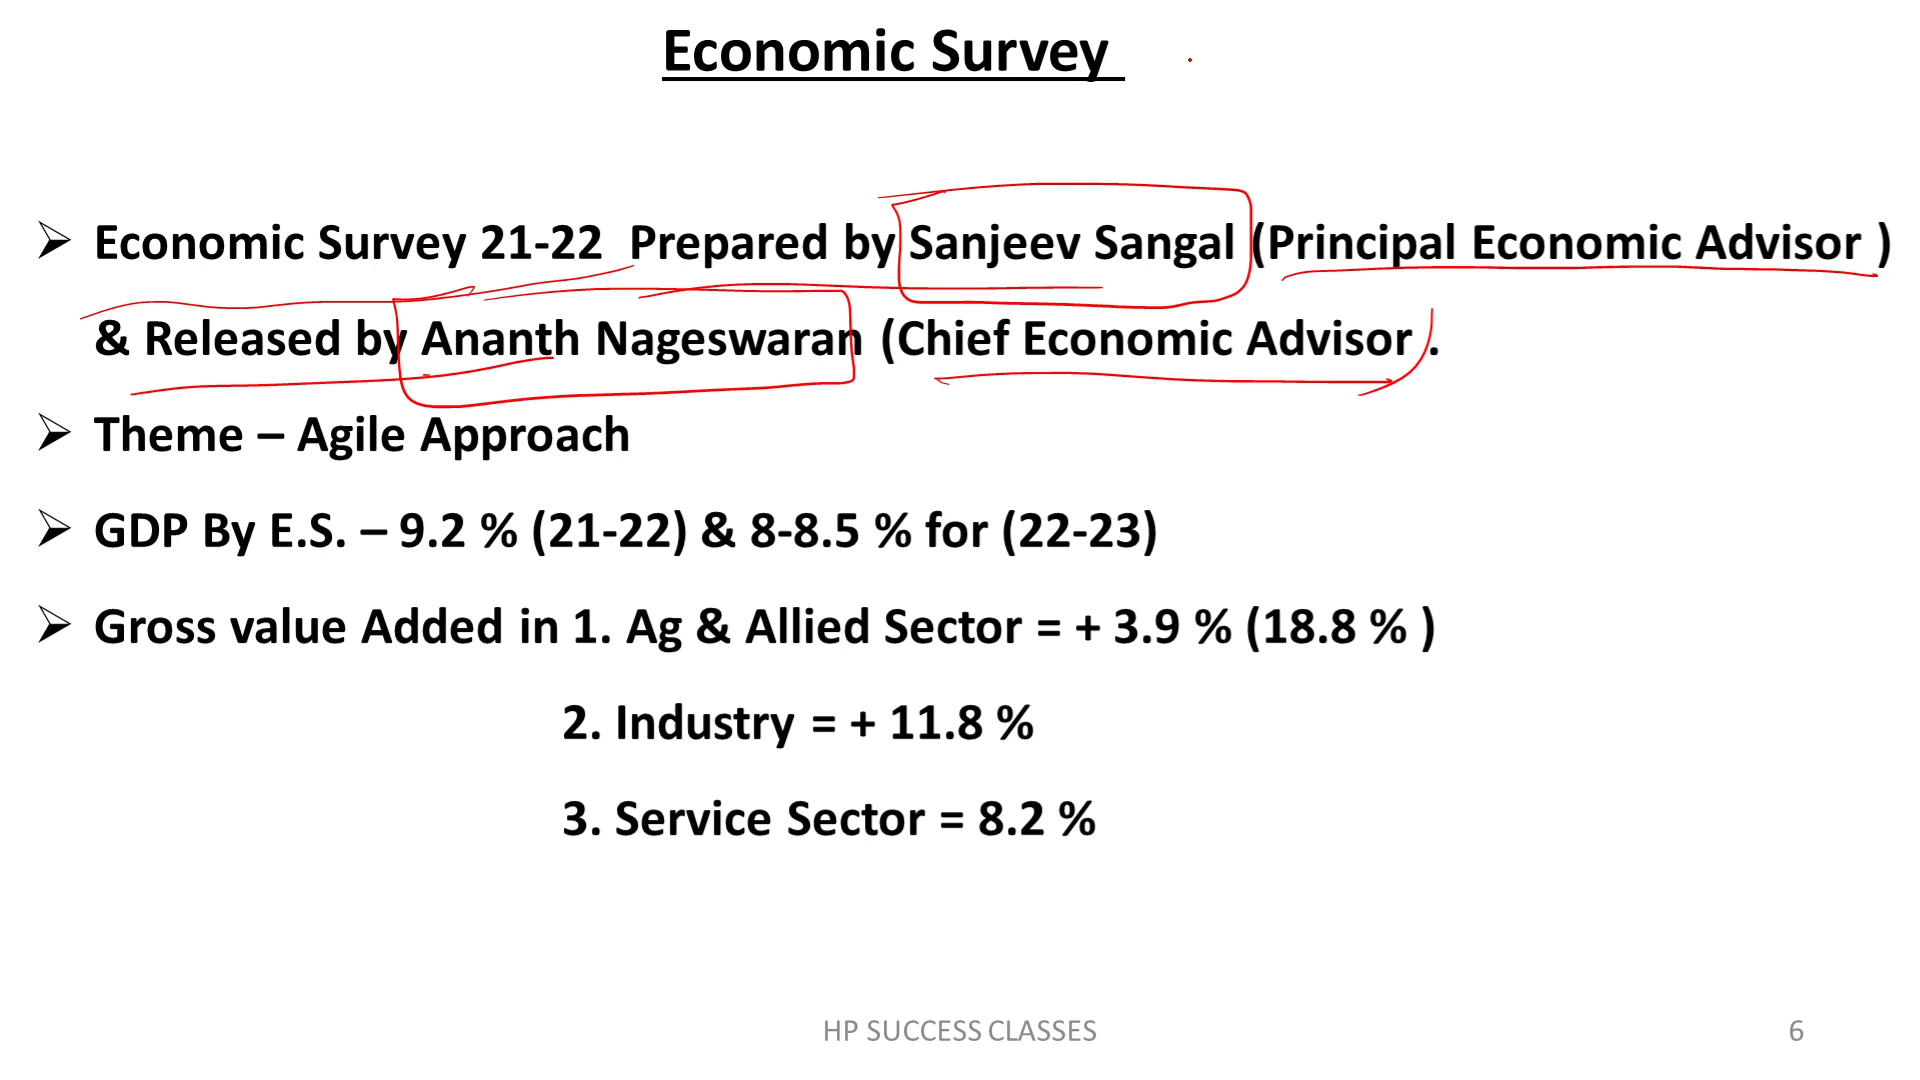 Economic Survey
Economic Survey 21-22 Prepared by Sanjeev Sangal (Principal Economic Advisor )
& Released by Ananth Nageswaran (Chief Economic Advisor .
Theme – Agile Approach
GDP By E.S. – 9.2 % (21-22) & 8-8.5 % for (22-23)
Gross value Added in 1. Ag & Allied Sector = + 3.9 % (18.8 % )
2. Industry = + 11.8 %
3. Service Sector = 8.2 %
HP SUCCESS CLASSES
6